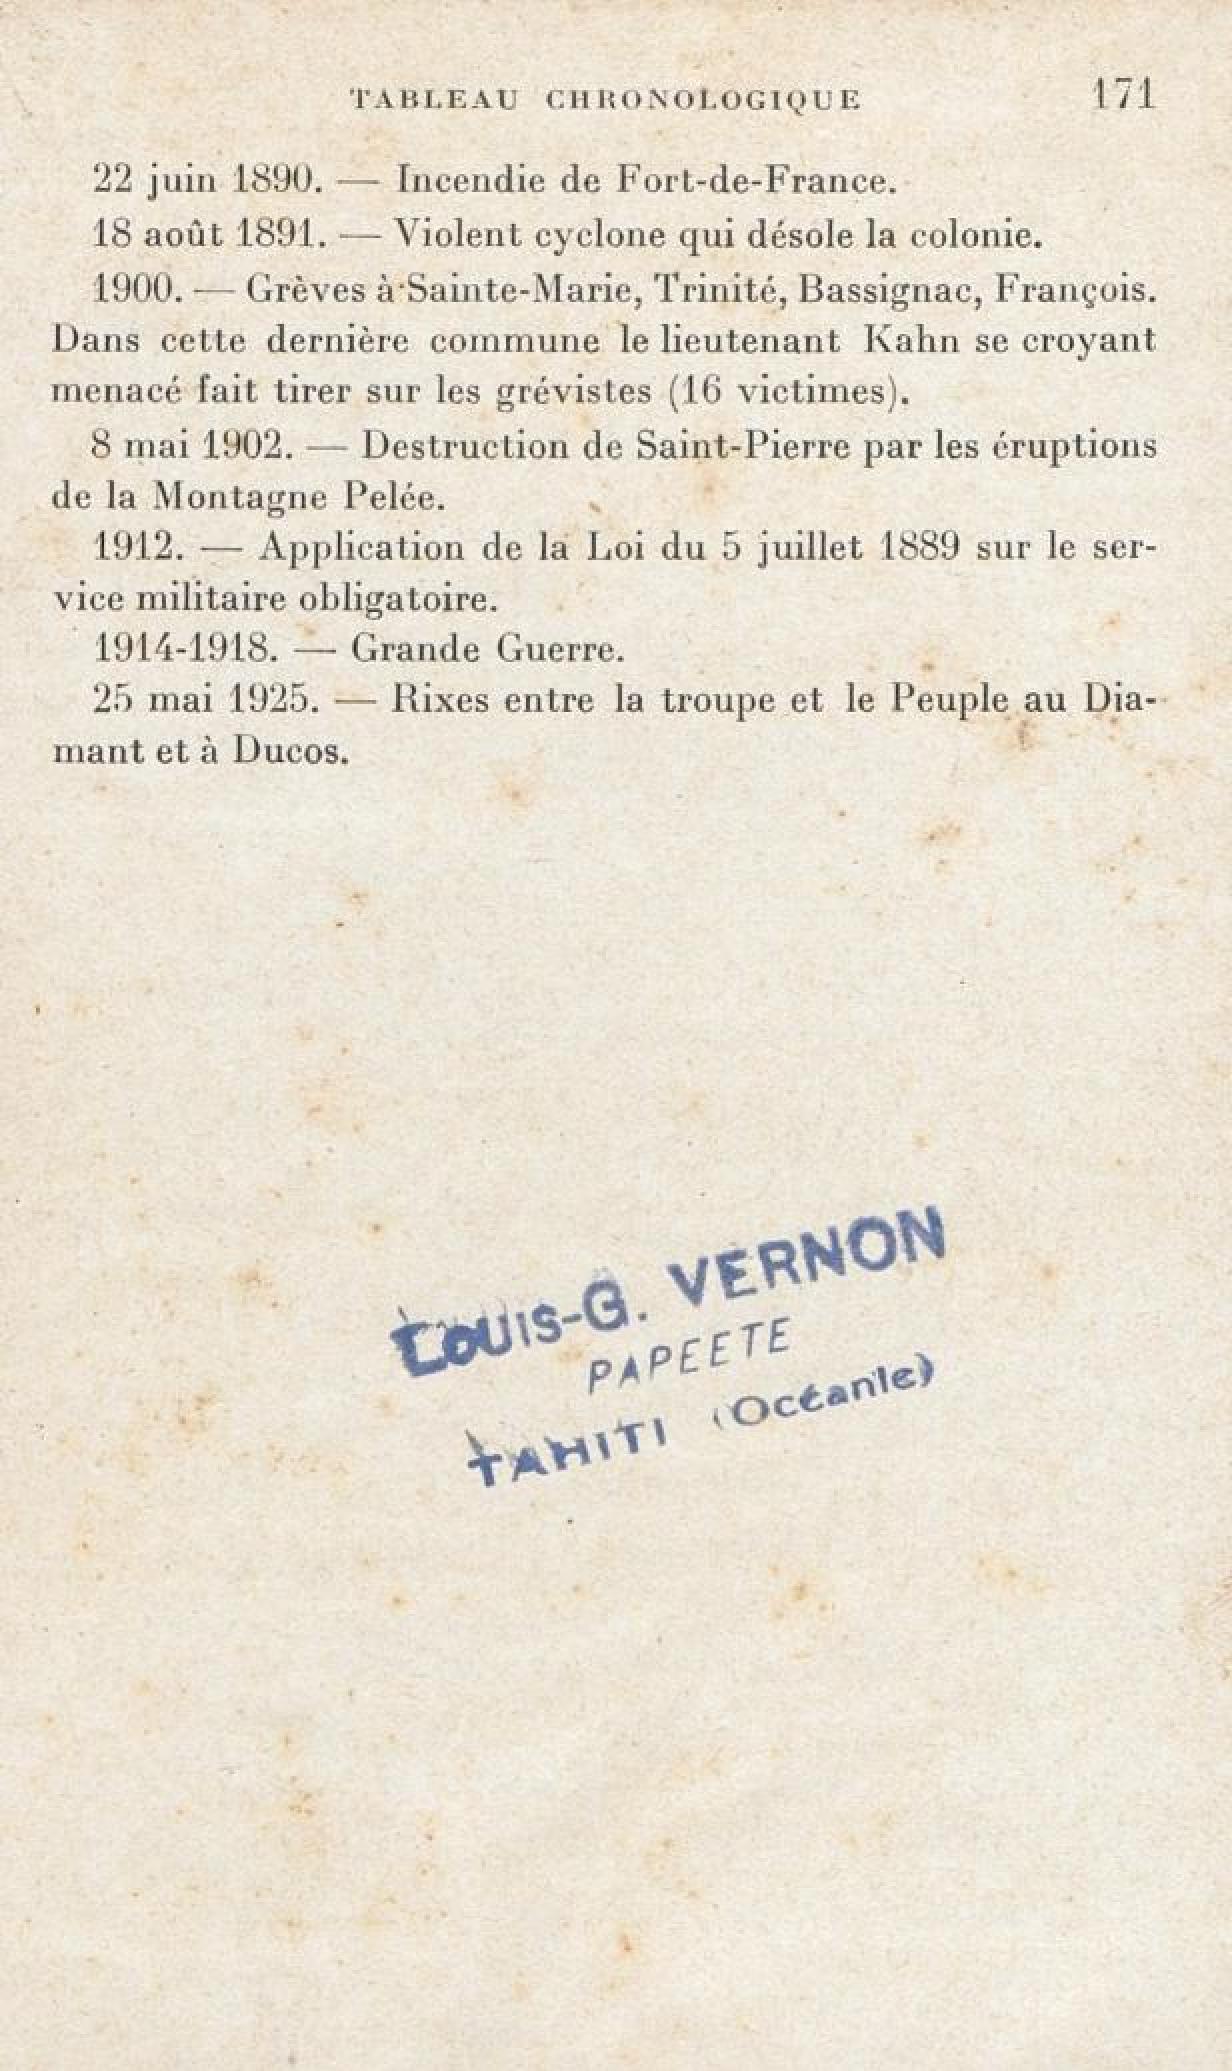 TABLEAU CHRONOLOGIQUE 171
22 juin 1890. — Incendie de Fort-de-France.
18 août 1891. — Violent cyclone qui désole la colonie.
1900. — Grèves à Sainte-Marie, Trinité, Bassignac, François.
Dans cette dernière commune le lieutenant Kahn se croyant
menacé fait tirer sur les grévistes (16 victimes).
8 mai 1902. — Destruction de Saint-Pierre par les éruptions
de la Montagne Pelée.
1912. — Application de la Loi du 5 juillet 1889 sur le ser-
vice militaire obligatoire.
1914-1918. — Grande Guerre.
25 mai 1925. — Rixes entre la troupe et le Peuple au Dia-
mant et à Ducos.
LOUIS-G. VERNON
PAPEETE
TAHITI (Océanie)